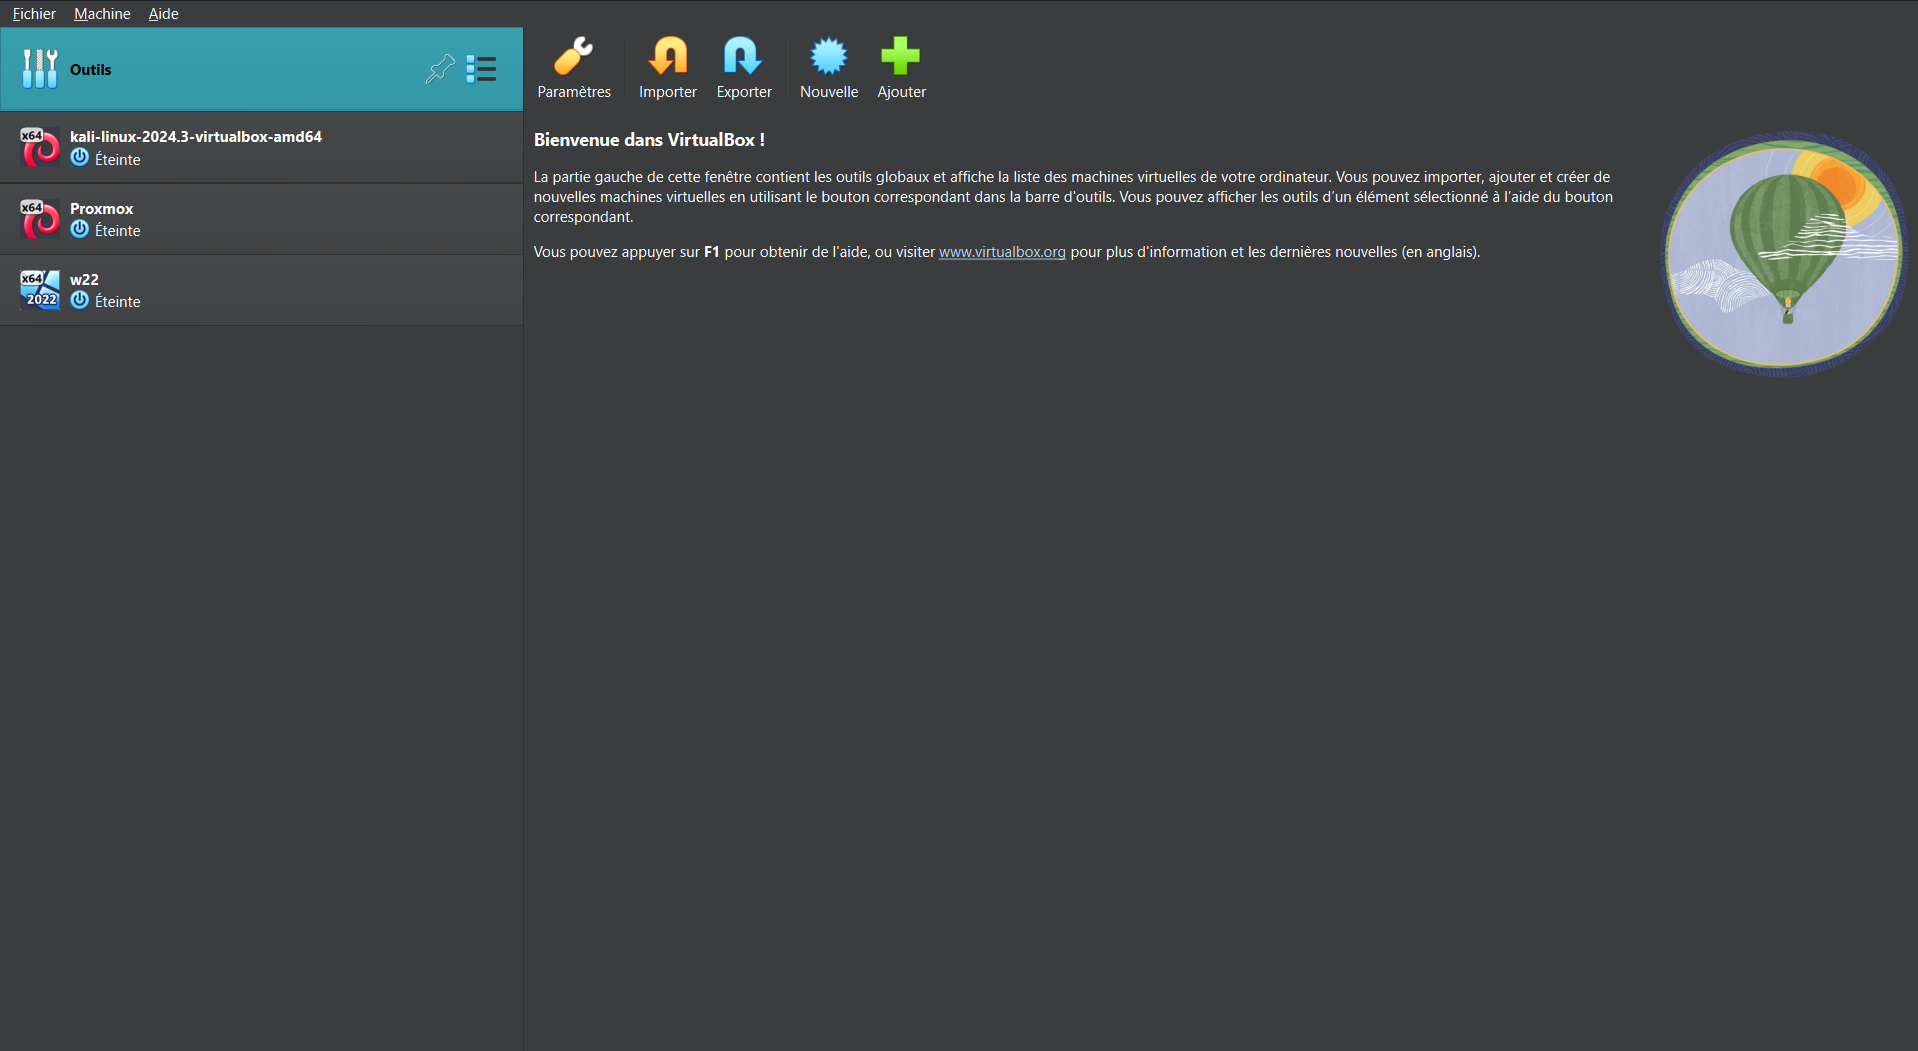 Fichier Machine Aide
Outils
Paramètres Importer Exporter Nouvelle Ajouter
x64 kali-linux-2024.3-virtualbox-amd64
Éteinte
x64 Proxmox
Éteinte
x64 2022 w22
Éteinte
Bienvenue dans VirtualBox !
La partie gauche de cette fenêtre contient les outils globaux et affiche la liste des machines virtuelles de votre ordinateur. Vous pouvez importer, ajouter et créer de
nouvelles machines virtuelles en utilisant le bouton correspondant dans la barre d'outils. Vous pouvez afficher les outils d'un élément sélectionné à l'aide du bouton
correspondant.
Vous pouvez appuyer sur F1 pour obtenir de l'aide, ou visiter www.virtualbox.org pour plus d'information et les dernières nouvelles (en anglais).